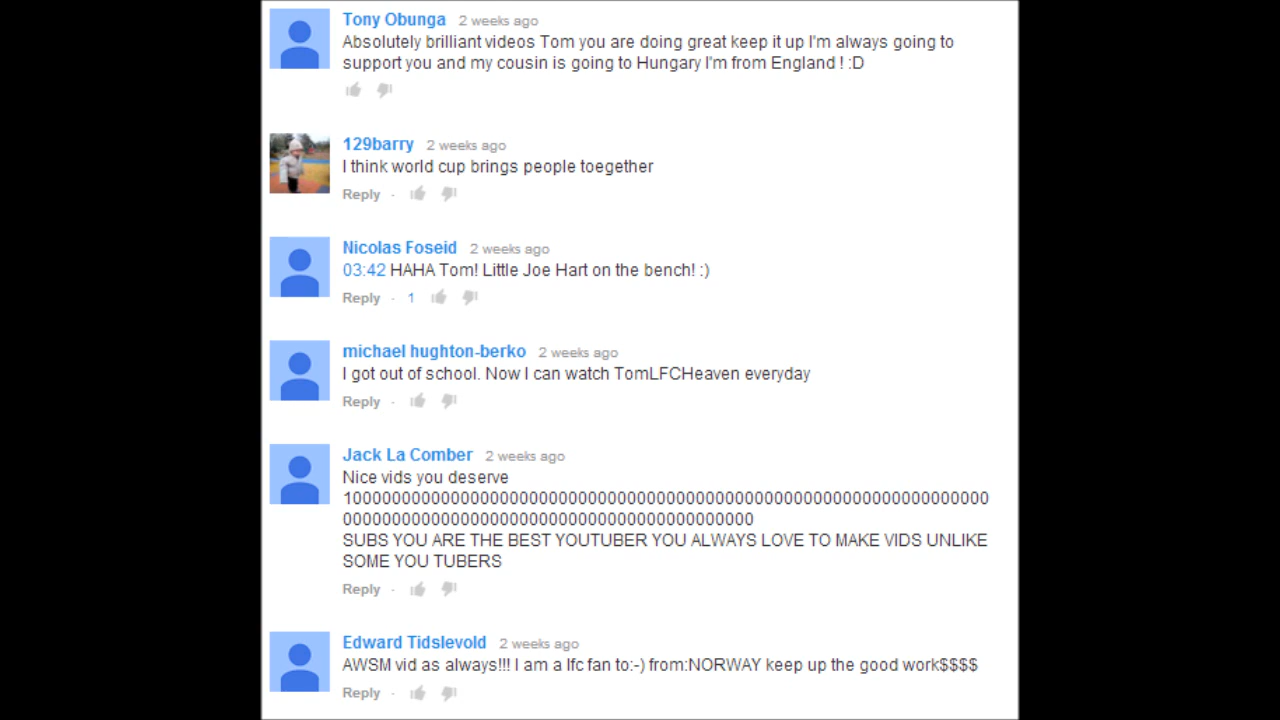 Tony Obunga 2 weeks ago
Absolutely brilliant videos Tom you are doing great keep it up I'm always going to
support you and my cousin is going to Hungary I'm from England ! :D
129barry 2 weeks ago
I think world cup brings people toegether
Reply ·
Nicolas Foseid 2 weeks ago
03:42 HAHA Tom! Little Joe Hart on the bench! :)
Reply · 1
michael hughton-berko 2 weeks ago
I got out of school. Now I can watch TomLFCHeaven everyday
Reply ·
Jack La Comber 2 weeks ago
Nice vids you deserve
10000000000000000000000000000000000000000000000000000000000000000
000000000000000000000000000000000000000000
SUBS YOU ARE THE BEST YOUTUBER YOU ALWAYS LOVE TO MAKE VIDS UNLIKE
SOME YOU TUBERS
Reply ·
Edward Tidslevold 2 weeks ago
AWSM vid as always!!! I am a lfc fan to:-) from:NORWAY keep up the good work$$$$
Reply ·